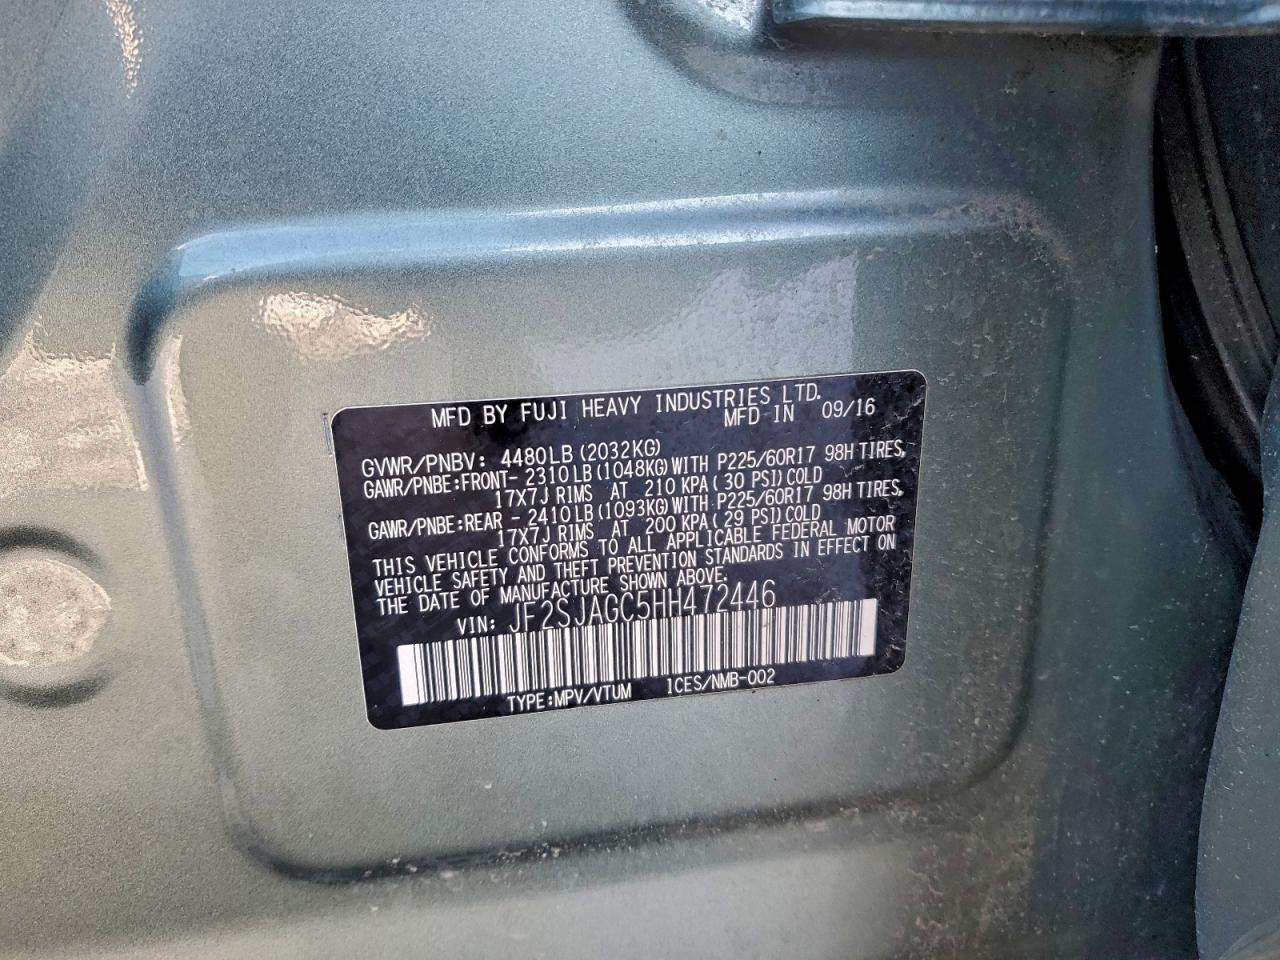 MFD BY FUJI HEAVY INDUSTRIES LTD.
MFD IN 09/16
GVWR/PNBV: 4480LB(2032KG)
GAWR/PNBE:FRONT- 2310LB(1048KG)WITH P225/60R17 98H TIRES,
17X7J RIMS AT 210 KPA(30 PSI)COLD
GAWR/PNBE:REAR - 2410LB(1093KG)WITH P225/60R17 98H TIRES,
17X7J RIMS AT 200 KPA(29 PSI)COLD
THIS VEHICLE CONFORMS TO ALL APPLICABLE FEDERAL MOTOR
VEHICLE SAFETY AND THEFT PREVENTION STANDARDS IN EFFECT ON
THE DATE OF MANUFACTURE SHOWN ABOVE.
VIN: JF2SJAGC5HH472446
TYPE:MPV/VTUM ICES/NMB-002